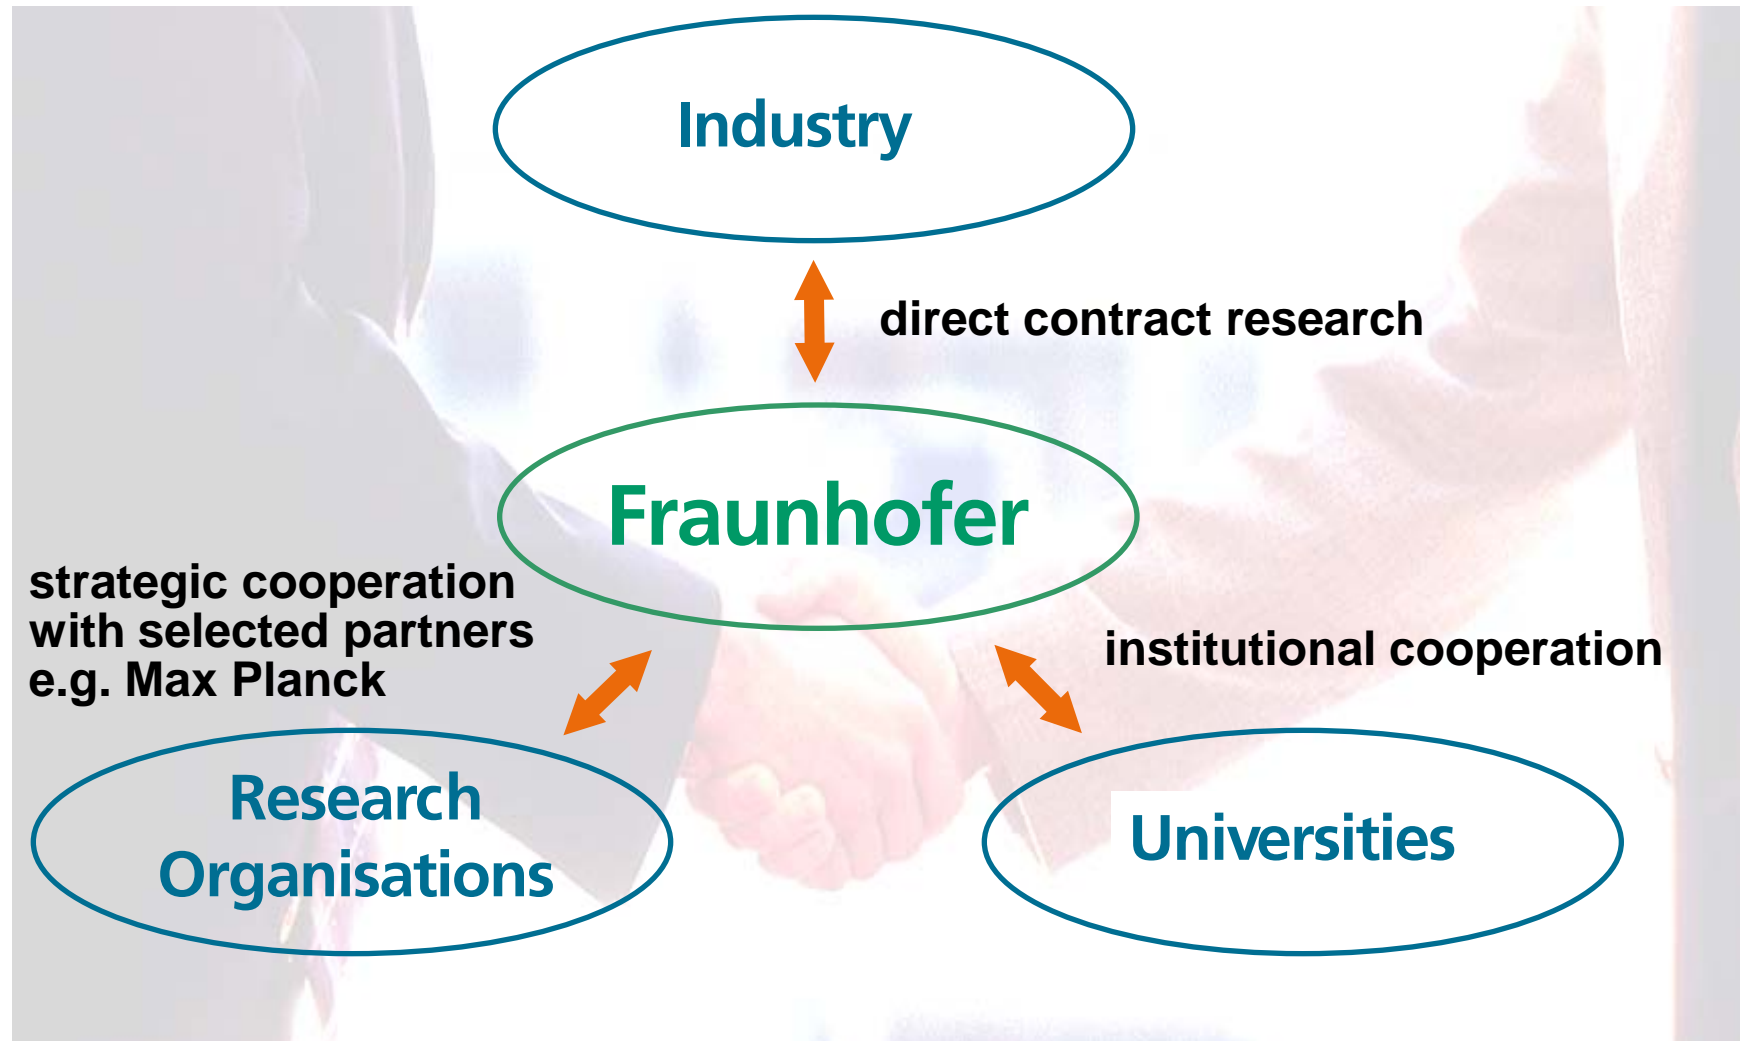 Industry
direct contract research
Fraunhofer
strategic cooperation
with selected partners
e.g. Max Planck
institutional cooperation
Research
Organisations
Universities